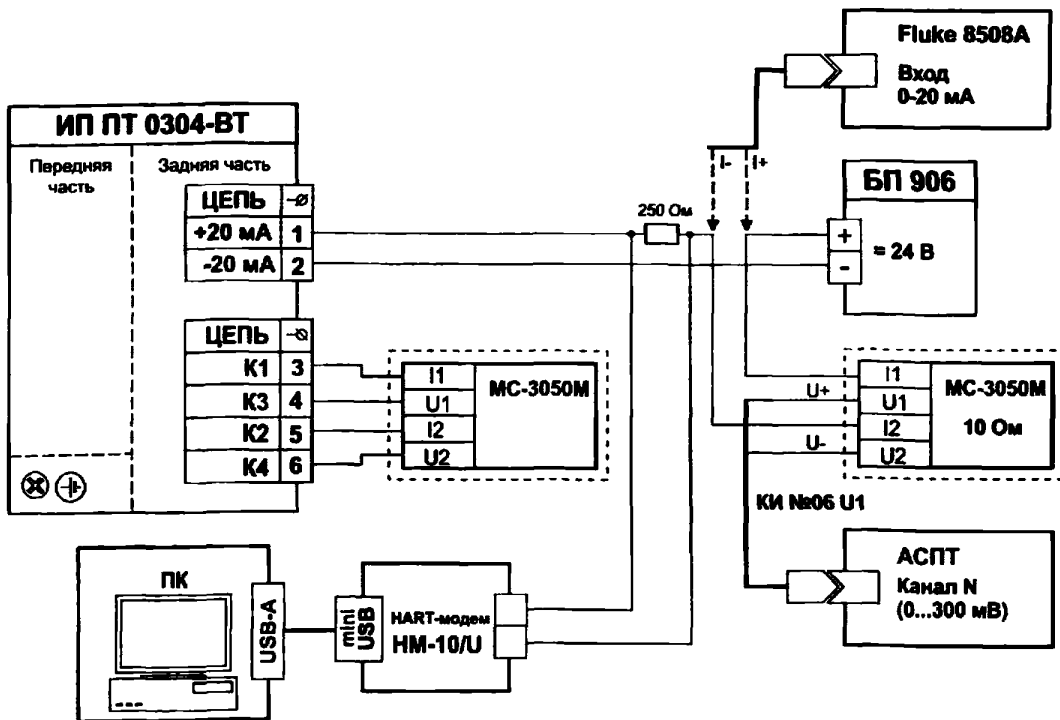 Fluke 8508A
Вход
0-20 мА
ИП ПТ 0304-ВТ
Передняя
часть
Задняя часть
ЦЕПЬ
+20 мА 1
-20 мА 2
I- I+
250 Ом
БП 906
+
-
= 24 В
ЦЕПЬ
К1 3
К3 4
К2 5
К4 6
I1
U1
I2
U2
МС-3050М
U+
U-
I1
U1
I2
U2
МС-3050М
10 Ом
КИ №06 U1
АСПТ
Канал N
(0...300 мВ)
ПК
USB-A
mini
USB
HART-модем
НМ-10/U